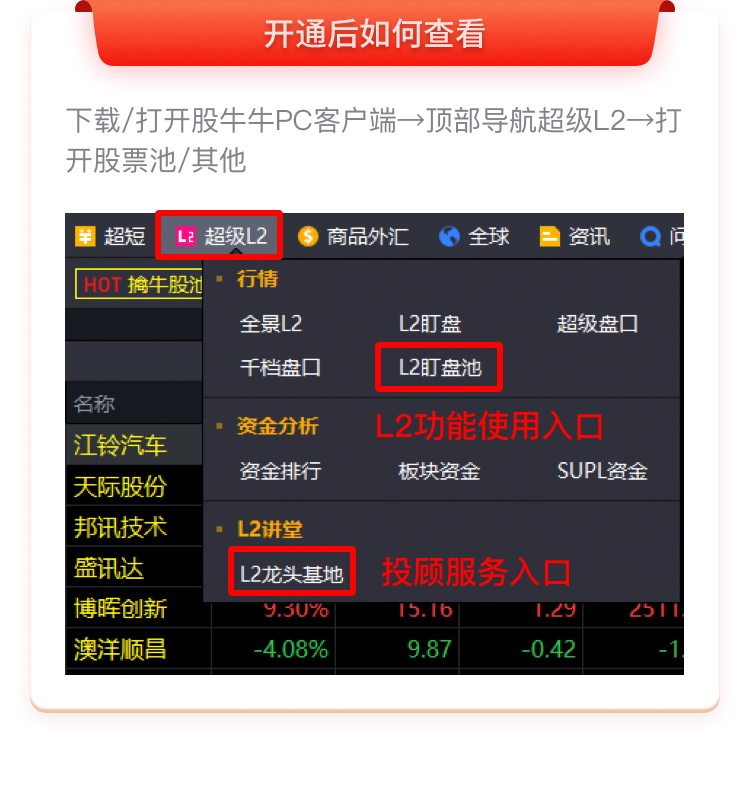 开通后如何查看
下载/打开股牛牛PC客户端→顶部导航超级L2→打
开股票池/其他
超短 L2 超级L2 商品外汇 全球 资讯 问
HOT 擒牛股池
行情
全景L2 L2盯盘 超级盘口
千档盘口 L2盯盘池
名称
资金分析 L2功能使用入口
江铃汽车
资金排行 板块资金 SUPL资金
天际股份
邦讯技术 L2讲堂
盛讯达 L2龙头基地 投顾服务入口
博晖创新 9.30% 15.16 1.29 2511.
澳洋顺昌 -4.08% 9.87 -0.42 -1.